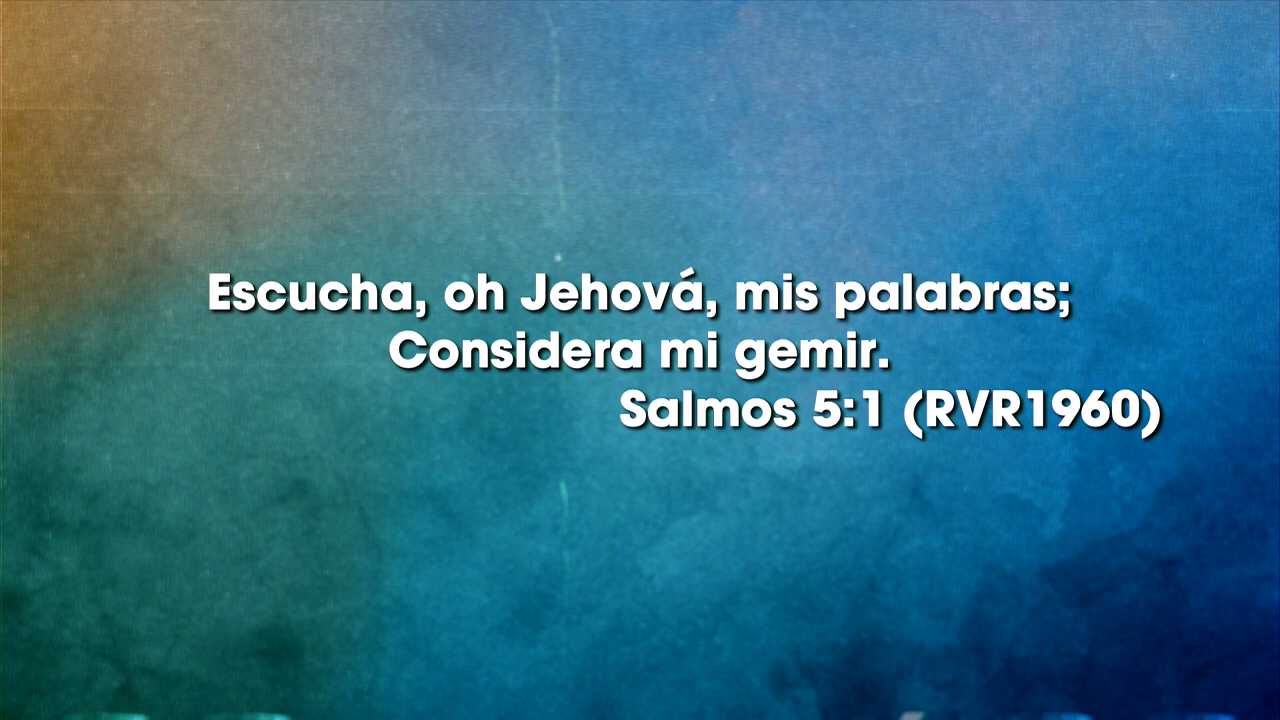 Escucha, oh Jehová, mis palabras;
Considera mi gemir.
Salmos 5:1 (RVR1960)